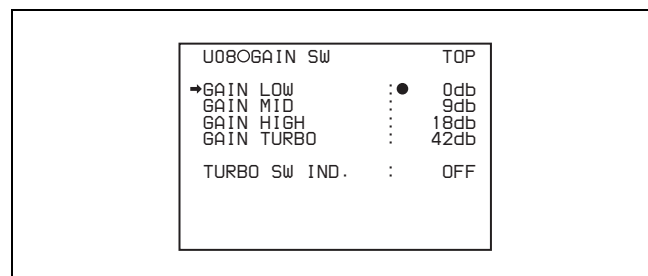 U08○GAIN SW TOP
➡GAIN LOW :● 0db
GAIN MID : 9db
GAIN HIGH : 18db
GAIN TURBO : 42db
TURBO SW IND. : OFF